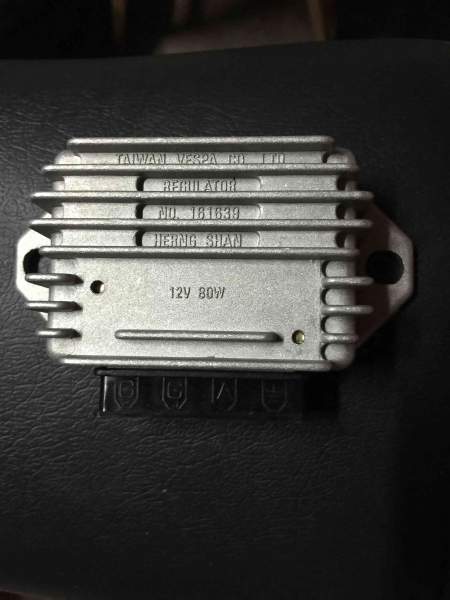 TAIWAN VESPA CO. LTD
REGULATOR
NO. 161639
HERNG SHAN
12V 80W
G